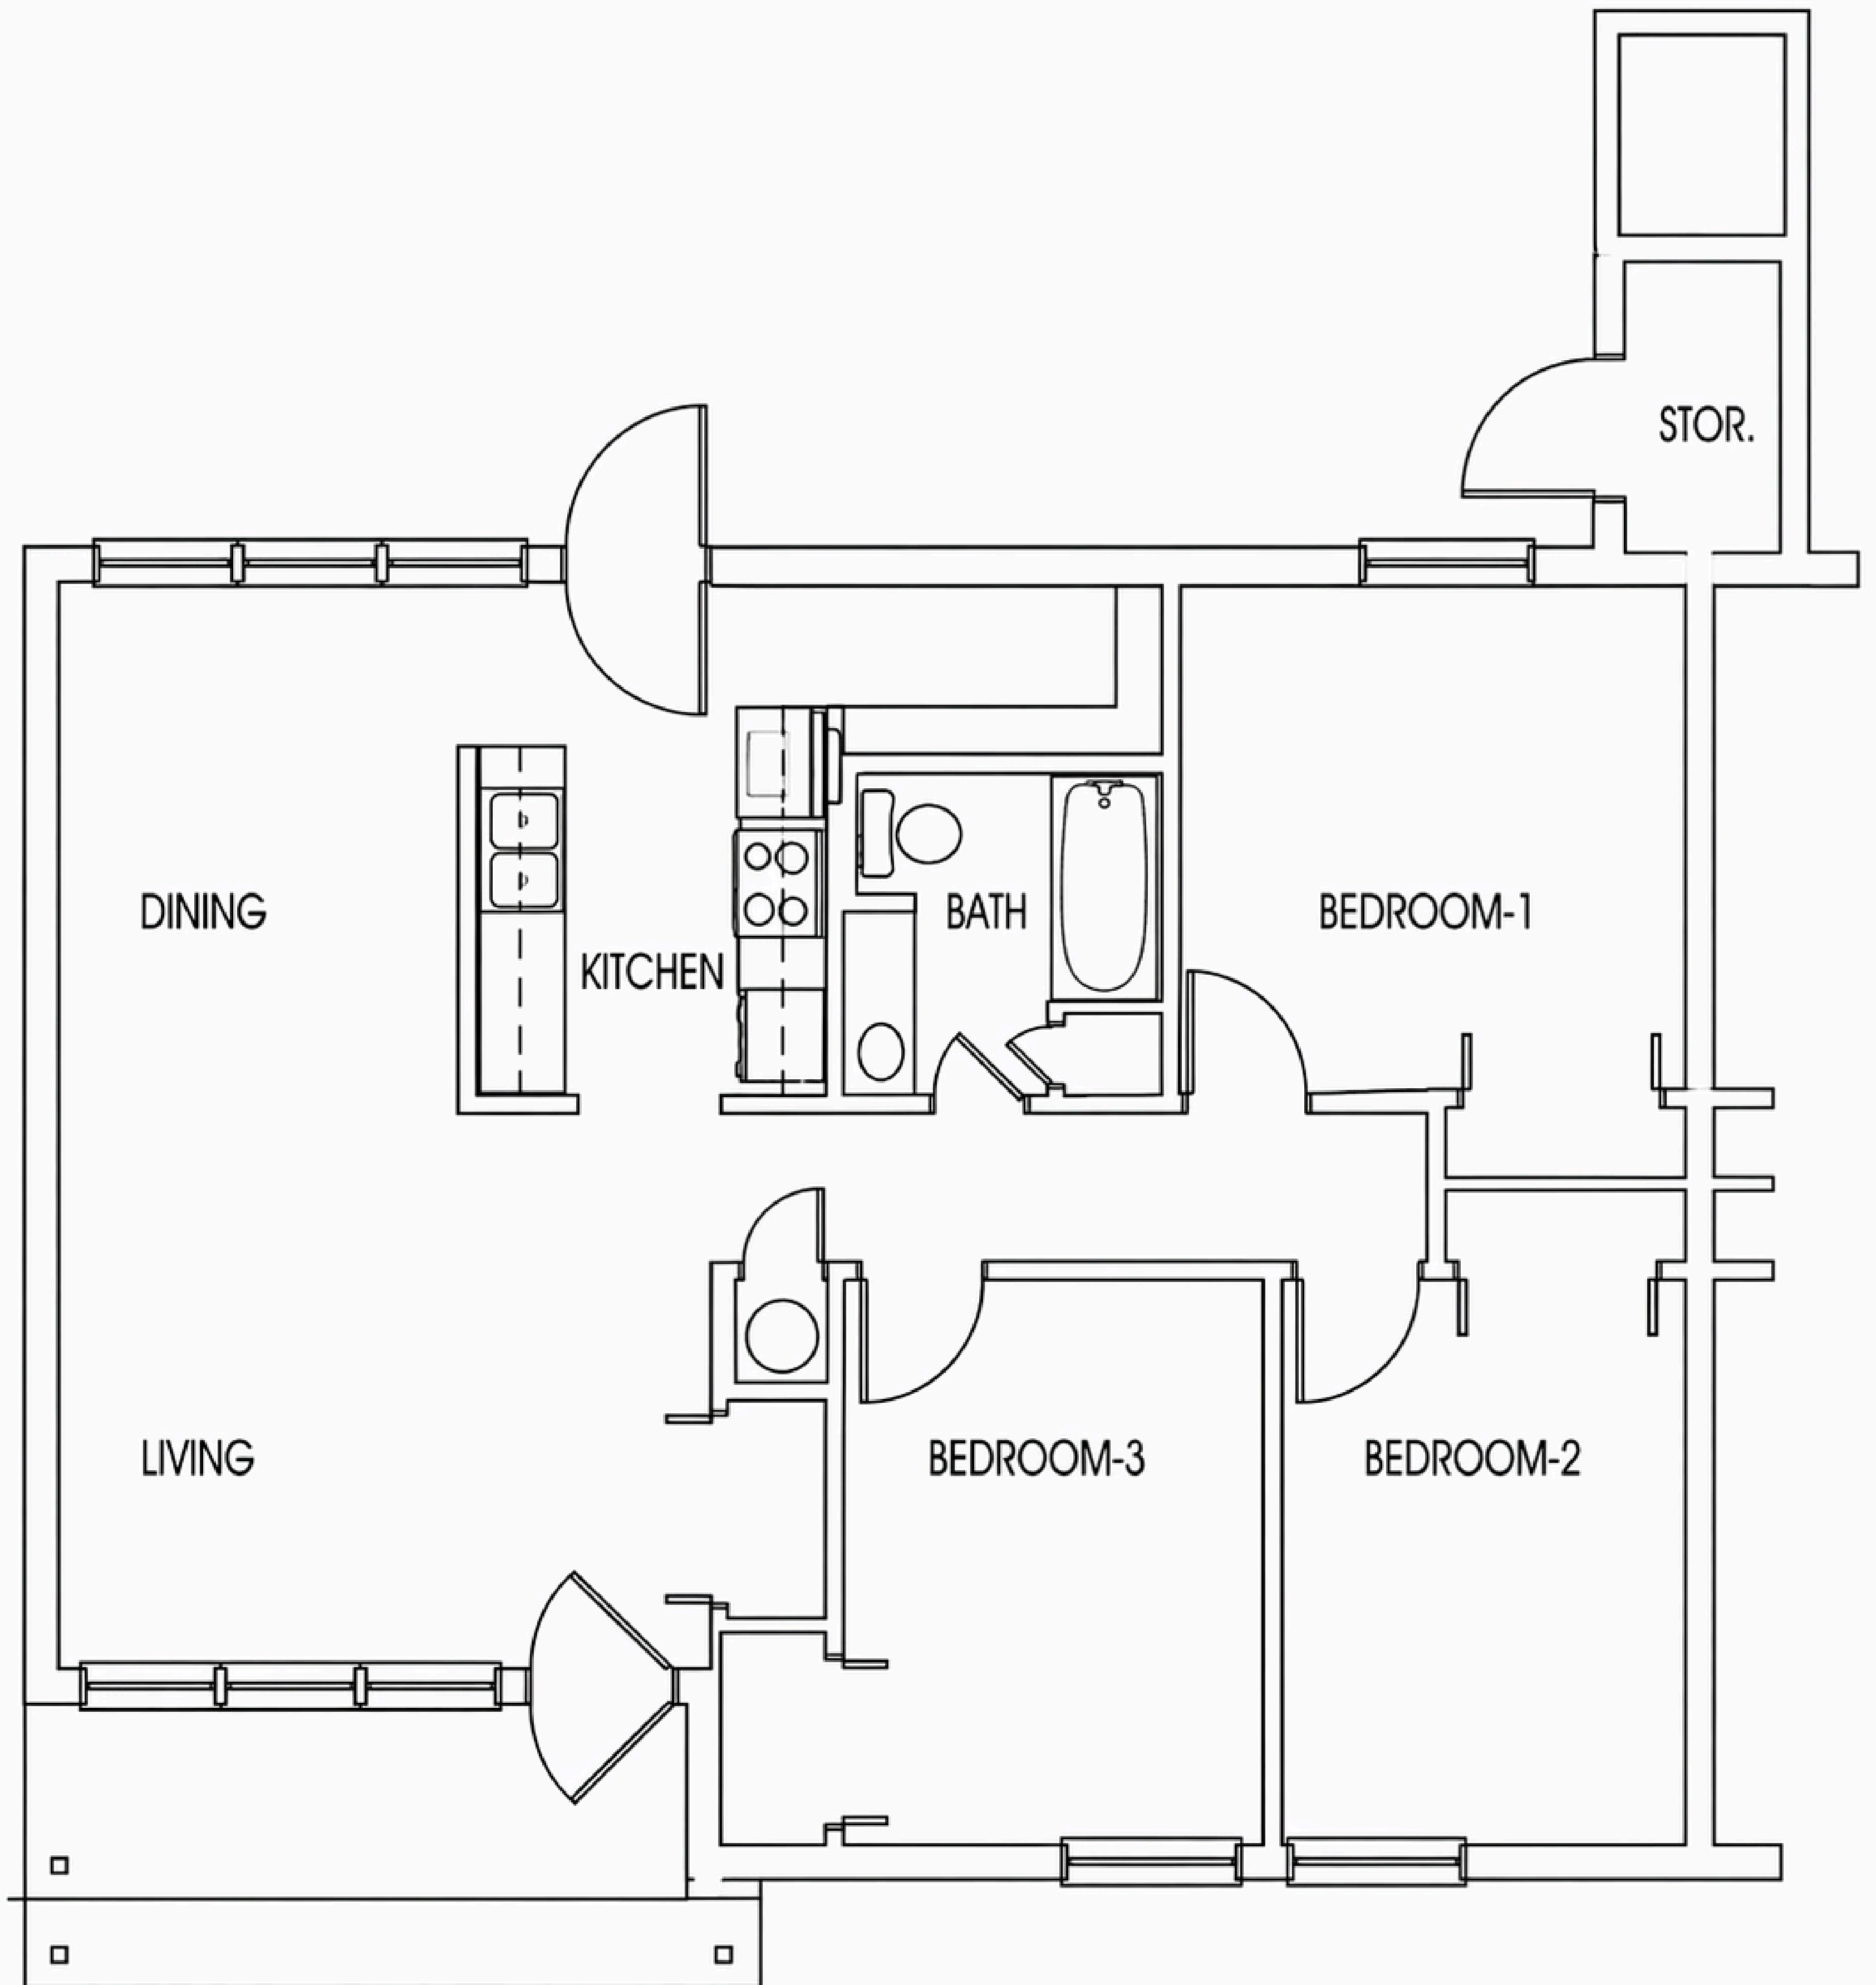 STOR.
DINING
BATH
BEDROOM-1
KITCHEN
LIVING
BEDROOM-3
BEDROOM-2